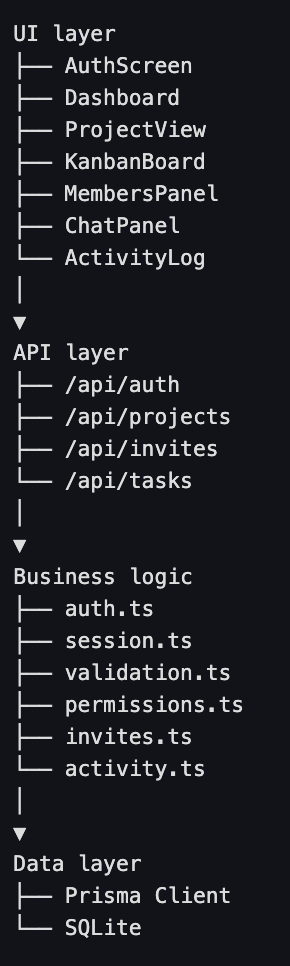 UI layer
├── AuthScreen
├── Dashboard
├── ProjectView
├── KanbanBoard
├── MembersPanel
├── ChatPanel
└── ActivityLog
│
▼
API layer
├── /api/auth
├── /api/projects
├── /api/invites
└── /api/tasks
│
▼
Business logic
├── auth.ts
├── session.ts
├── validation.ts
├── permissions.ts
├── invites.ts
└── activity.ts
│
▼
Data layer
├── Prisma Client
└── SQLite